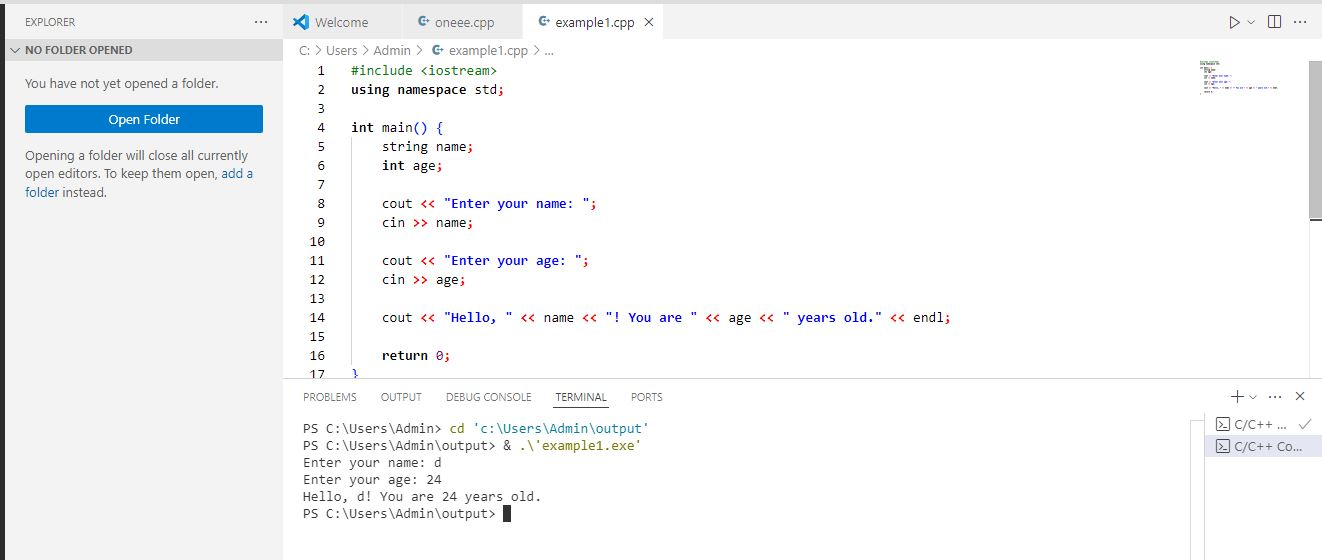 EXPLORER ...
NO FOLDER OPENED
You have not yet opened a folder.
Open Folder
Opening a folder will close all currently
open editors. To keep them open, add a
folder instead.
Welcome oneee.cpp example1.cpp
C: > Users > Admin > example1.cpp > ...
1 #include <iostream>
2 using namespace std;
3
4 int main() {
5     string name;
6     int age;
7
8     cout << "Enter your name: ";
9     cin >> name;
10
11     cout << "Enter your age: ";
12     cin >> age;
13
14     cout << "Hello, " << name << "! You are " << age << " years old." << endl;
15
16     return 0;
17 }
PROBLEMS OUTPUT DEBUG CONSOLE TERMINAL PORTS
PS C:\Users\Admin> cd 'c:\Users\Admin\output'
PS C:\Users\Admin\output> & .\'example1.exe'
Enter your name: d
Enter your age: 24
Hello, d! You are 24 years old.
PS C:\Users\Admin\output>
C/C++ ...
C/C++ Co...